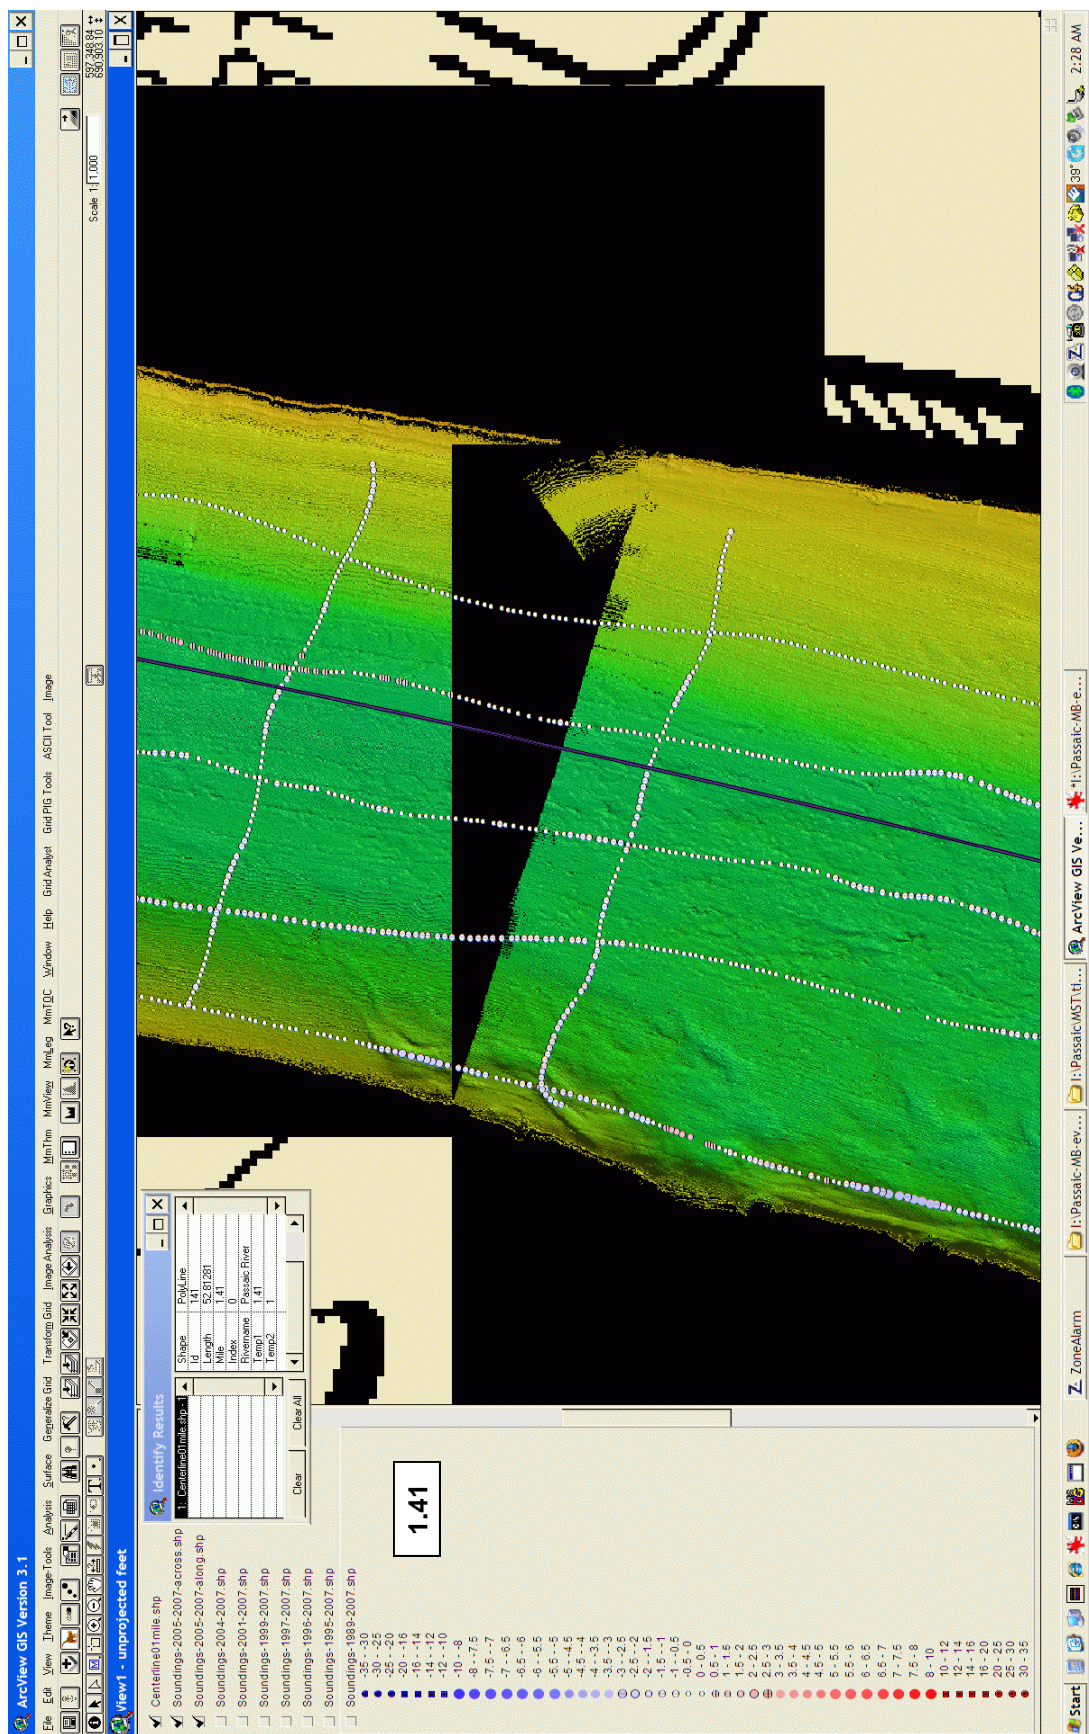 ArcView GIS Version 3.1
File Edit View Theme Image-Tools Analysis Surface Generalize Grid Transform Grid Image Analysis Graphics MmThm MmView MmLeg MmTOC Window Help Grid Analyst Grid PIG Tools ASCII Tool Image
Scale 1: 1,000
597,348.84
690,903.10
View1 - unprojected feet
Centerline01mile.shp
Soundings-2005-2007-across.shp
Soundings-2005-2007-along.shp
Soundings-2004-2007.shp
Soundings-2001-2007.shp
Soundings-1999-2007.shp
Soundings-1997-2007.shp
Soundings-1996-2007.shp
Soundings-1995-2007.shp
Soundings-1989-2007.shp
-35 - -30
-30 - -25
-25 - -20
-20 - -16
-16 - -14
-14 - -12
-12 - -10
-10 - -8
-8 - -7.5
-7.5 - -7
-7 - -6.5
-6.5 - -6
-6 - -5.5
-5.5 - -5
-5 - -4.5
-4.5 - -4
-4 - -3.5
-3.5 - -3
-3 - -2.5
-2.5 - -2
-2 - -1.5
-1.5 - -1
-1 - -0.5
-0.5 - 0
0 - 0.5
0.5 - 1
1 - 1.5
1.5 - 2
2 - 2.5
2.5 - 3
3 - 3.5
3.5 - 4
4 - 4.5
4.5 - 5
5 - 5.5
5.5 - 6
6 - 6.5
6.5 - 7
7 - 7.5
7.5 - 8
8 - 10
10 - 12
12 - 14
14 - 16
16 - 20
20 - 25
25 - 30
30 - 35
1.41
Identify Results
1: Centerline01mile.shp - 1
Shape PolyLine
Id 141
Length 52.81281
Mile 1.41
Index 0
Rivername Passaic River
Temp1 1.41
Temp2 1
Clear Clear All
Start
ZoneAlarm
I:\Passaic-MB-ev...
I:\Passaic\MST\ti...
ArcView GIS Ve...
*I:\Passaic-MB-e...
39°
2:28 AM